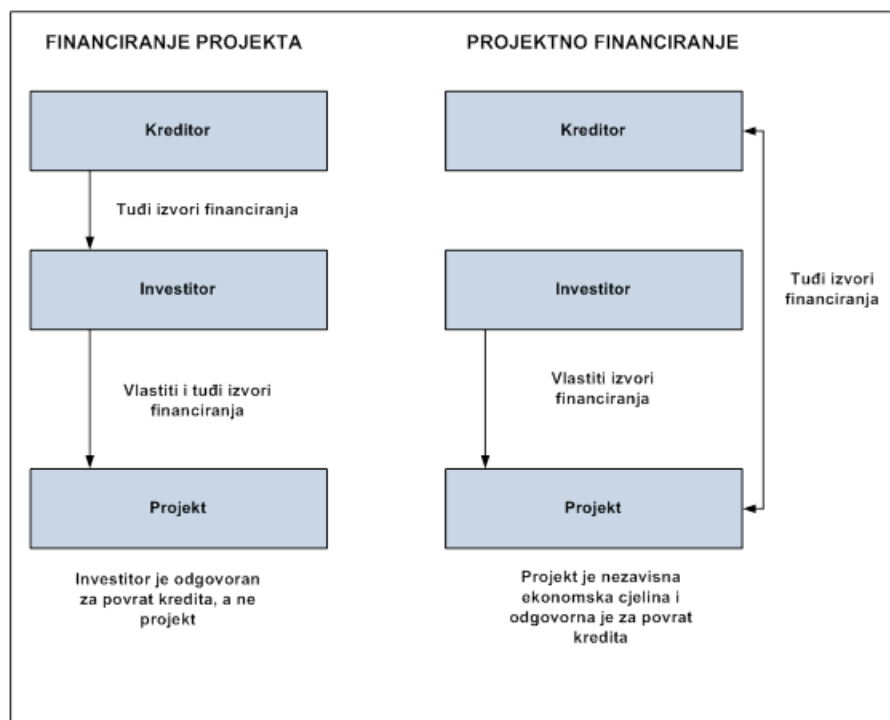 FINANCIRANJE PROJEKTA
Kreditor
Tuđi izvori financiranja
Investitor
Vlastiti i tuđi izvori
financiranja
Projekt
Investitor je odgovoran
za povrat kredita, a ne
projekt
PROJEKTNO FINANCIRANJE
Kreditor
Investitor
Tuđi izvori
financiranja
Vlastiti izvori
financiranja
Projekt
Projekt je nezavisna
ekonomska cjelina i
odgovorna je za povrat
kredita